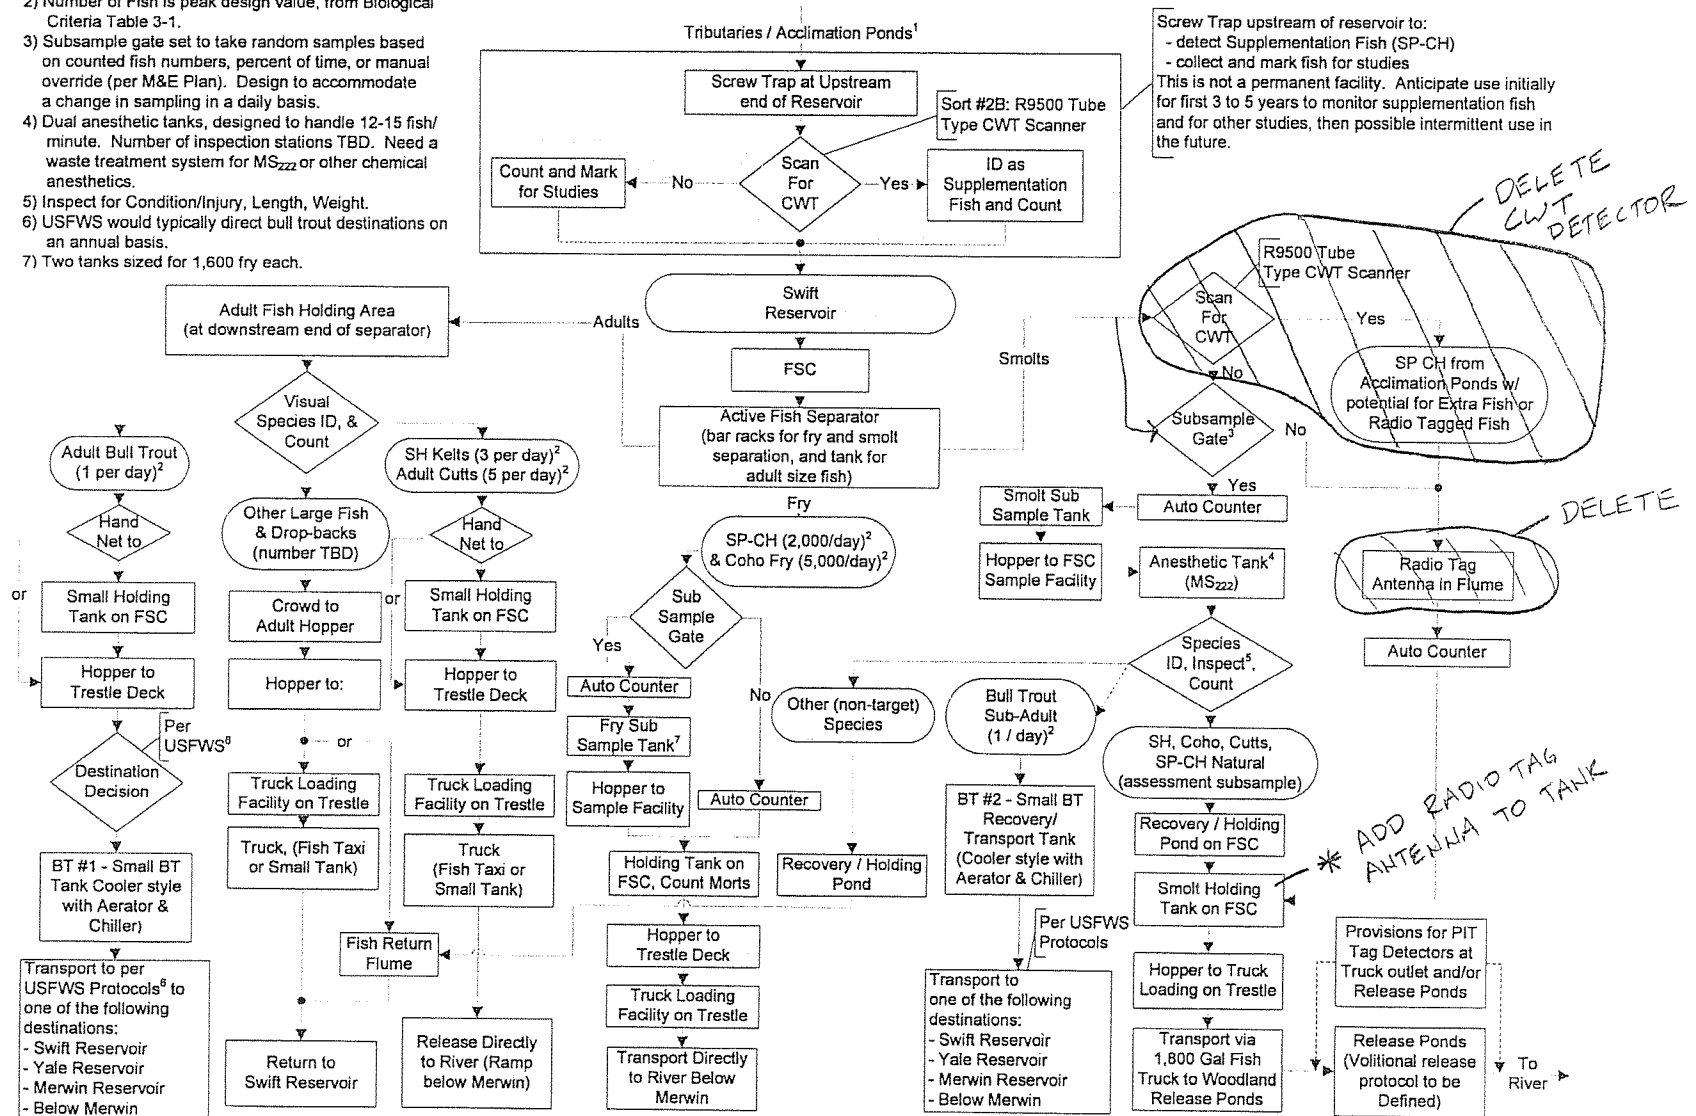 2) Number of Fish is peak design value, from Biological
Criteria Table 3-1.
3) Subsample gate set to take random samples based
on counted fish numbers, percent of time, or manual
override (per M&E Plan). Design to accommodate
a change in sampling in a daily basis.
4) Dual anesthetic tanks, designed to handle 12-15 fish/
minute. Number of inspection stations TBD. Need a
waste treatment system for MS222 or other chemical
anesthetics.
5) Inspect for Condition/Injury, Length, Weight.
6) USFWS would typically direct bull trout destinations on
an annual basis.
7) Two tanks sized for 1,600 fry each.
Tributaries / Acclimation Ponds1
Screw Trap at Upstream
end of Reservoir
Sort #2B: R9500 Tube
Type CWT Scanner
Scan
For
CWT
No
Yes
Count and Mark
for Studies
ID as
Supplementation
Fish and Count
Screw Trap upstream of reservoir to:
- detect Supplementation Fish (SP-CH)
- collect and mark fish for studies
This is not a permanent facility. Anticipate use initially
for first 3 to 5 years to monitor supplementation fish
and for other studies, then possible intermittent use in
the future.
DELETE
CWT
DETECTOR
Swift
Reservoir
FSC
Active Fish Separator
(bar racks for fry and smolt
separation, and tank for
adult size fish)
Adults
Smolts
Fry
Adult Fish Holding Area
(at downstream end of separator)
Visual
Species ID, &
Count
Adult Bull Trout
(1 per day)2
Hand
Net to
or
Small Holding
Tank on FSC
Hopper to
Trestle Deck
Per
USFWS6
Destination
Decision
BT #1 - Small BT
Tank Cooler style
with Aerator &
Chiller)
Transport to per
USFWS Protocols6 to
one of the following
destinations:
- Swift Reservoir
- Yale Reservoir
- Merwin Reservoir
- Below Merwin
Other Large Fish
& Drop-backs
(number TBD)
Crowd to
Adult Hopper
Hopper to:
or
Truck Loading
Facility on Trestle
Truck, (Fish Taxi
or Small Tank)
Return to
Swift Reservoir
Fish Return
Flume
SH Kelts (3 per day)2
Adult Cutts (5 per day)2
Hand
Net to
or
Small Holding
Tank on FSC
Hopper to
Trestle Deck
Truck Loading
Facility on Trestle
Truck
(Fish Taxi or
Small Tank)
Release Directly
to River (Ramp
below Merwin)
SP-CH (2,000/day)2
& Coho Fry (5,000/day)2
Sub
Sample
Gate
Yes
No
Auto Counter
Fry Sub
Sample Tank7
Hopper to
Sample Facility
Auto Counter
Holding Tank on
FSC, Count Morts
Hopper to
Trestle Deck
Truck Loading
Facility on Trestle
Transport Directly
to River Below
Merwin
R9500 Tube
Type CWT Scanner
Scan
For
CWT
Yes
No
SP CH from
Acclimation Ponds w/
potential for Extra Fish or
Radio Tagged Fish
Subsample
Gate3
No
Yes
Auto Counter
Smolt Sub
Sample Tank
Hopper to FSC
Sample Facility
Anesthetic Tank4
(MS222)
Species
ID, Inspect5,
Count
Other (non-target)
Species
Recovery / Holding
Pond
Bull Trout
Sub-Adult
(1 / day)2
BT #2 - Small BT
Recovery/
Transport Tank
(Cooler style with
Aerator & Chiller)
Per USFWS
Protocols
Transport to
one of the following
destinations:
- Swift Reservoir
- Yale Reservoir
- Merwin Reservoir
- Below Merwin
SH, Coho, Cutts,
SP-CH Natural
(assessment subsample)
Recovery / Holding
Pond on FSC
Smolt Holding
Tank on FSC
Hopper to Truck
Loading on Trestle
Transport via
1,800 Gal Fish
Truck to Woodland
Release Ponds
DELETE
Radio Tag
Antenna in Flume
Auto Counter
* ADD RADIO TAG
ANTENNA TO TANK
Provisions for PIT
Tag Detectors at
Truck outlet and/or
Release Ponds
Release Ponds
(Volitional release
protocol to be
Defined)
To
River